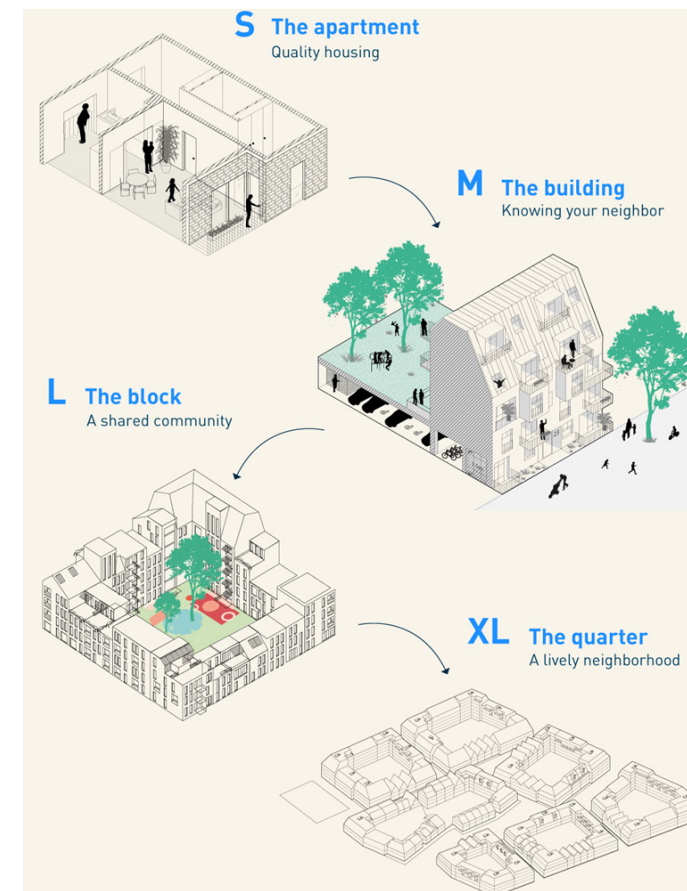 S The apartment
Quality housing
M The building
Knowing your neighbor
L The block
A shared community
XL The quarter
A lively neighborhood